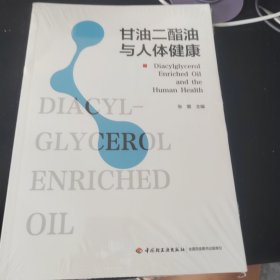 甘油二酯油
与人体健康
Diacylglycerol
Enriched Oil
and the
Human Health
主编
DIACYL-
GLYCEROL
ENRICHED
OIL
中国轻工业出版社